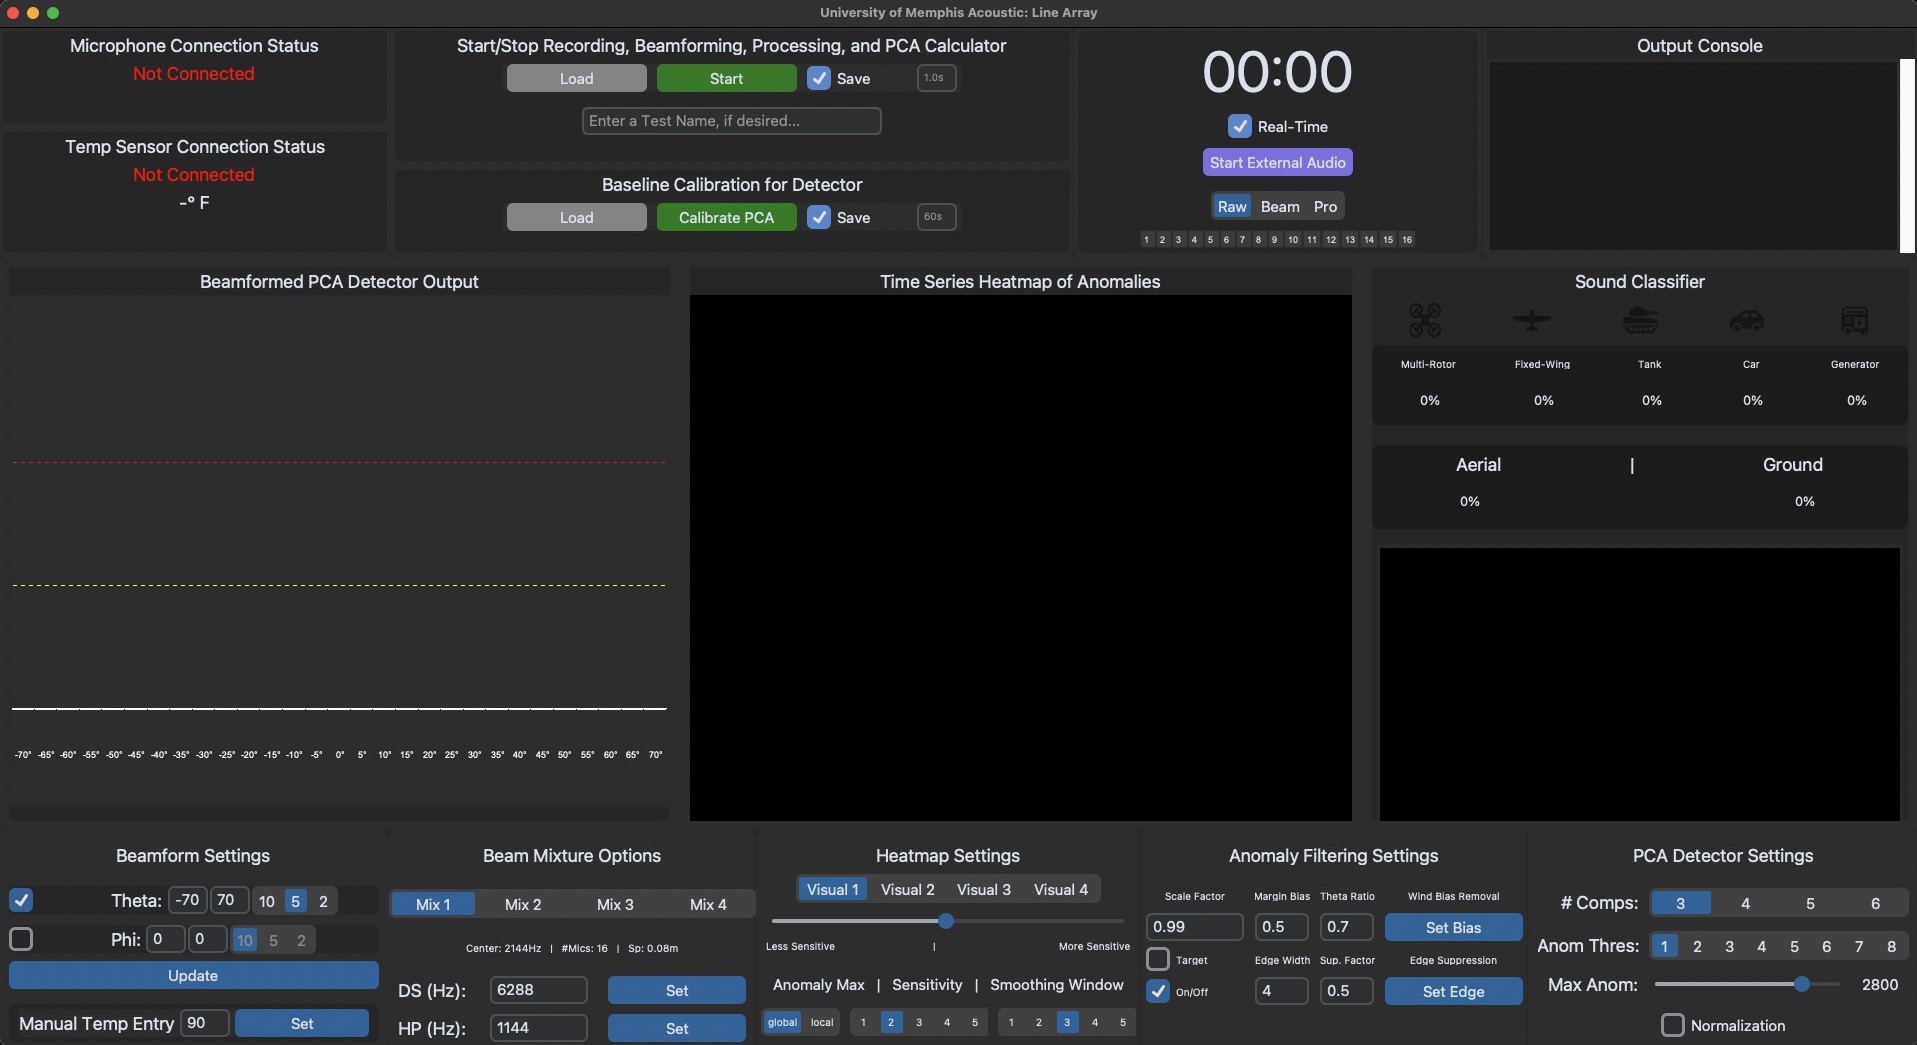 University of Memphis Acoustic: Line Array
Microphone Connection Status
Not Connected
Temp Sensor Connection Status
Not Connected
-° F
Start/Stop Recording, Beamforming, Processing, and PCA Calculator
Load Start Save 1.0s
Enter a Test Name, if desired...
Baseline Calibration for Detector
Load Calibrate PCA Save 60s
00:00
Real-Time
Start External Audio
Raw Beam Pro
1 2 3 4 5 6 7 8 9 10 11 12 13 14 15 16
Output Console
Beamformed PCA Detector Output
-70° -65° -60° -55° -50° -45° -40° -35° -30° -25° -20° -15° -10° -5° 0° 5° 10° 15° 20° 25° 30° 35° 40° 45° 50° 55° 60° 65° 70°
Time Series Heatmap of Anomalies
Sound Classifier
Multi-Rotor Fixed-Wing Tank Car Generator
0% 0% 0% 0% 0%
Aerial | Ground
0% 0%
Beamform Settings
Theta: -70 70 10 5 2
Phi: 0 0 10 5 2
Update
Manual Temp Entry 90 Set
Beam Mixture Options
Mix 1 Mix 2 Mix 3 Mix 4
Center: 2144Hz | #Mics: 16 | Sp: 0.08m
DS (Hz): 6288 Set
HP (Hz): 1144 Set
Heatmap Settings
Visual 1 Visual 2 Visual 3 Visual 4
Less Sensitive | More Sensitive
Anomaly Max | Sensitivity | Smoothing Window
global local 1 2 3 4 5 1 2 3 4 5
Anomaly Filtering Settings
Scale Factor Margin Bias Theta Ratio Wind Bias Removal
0.99 0.5 0.7 Set Bias
Target Edge Width Sup. Factor Edge Suppression
On/Off 4 0.5 Set Edge
PCA Detector Settings
# Comps: 3 4 5 6
Anom Thres: 1 2 3 4 5 6 7 8
Max Anom: 2800
Normalization